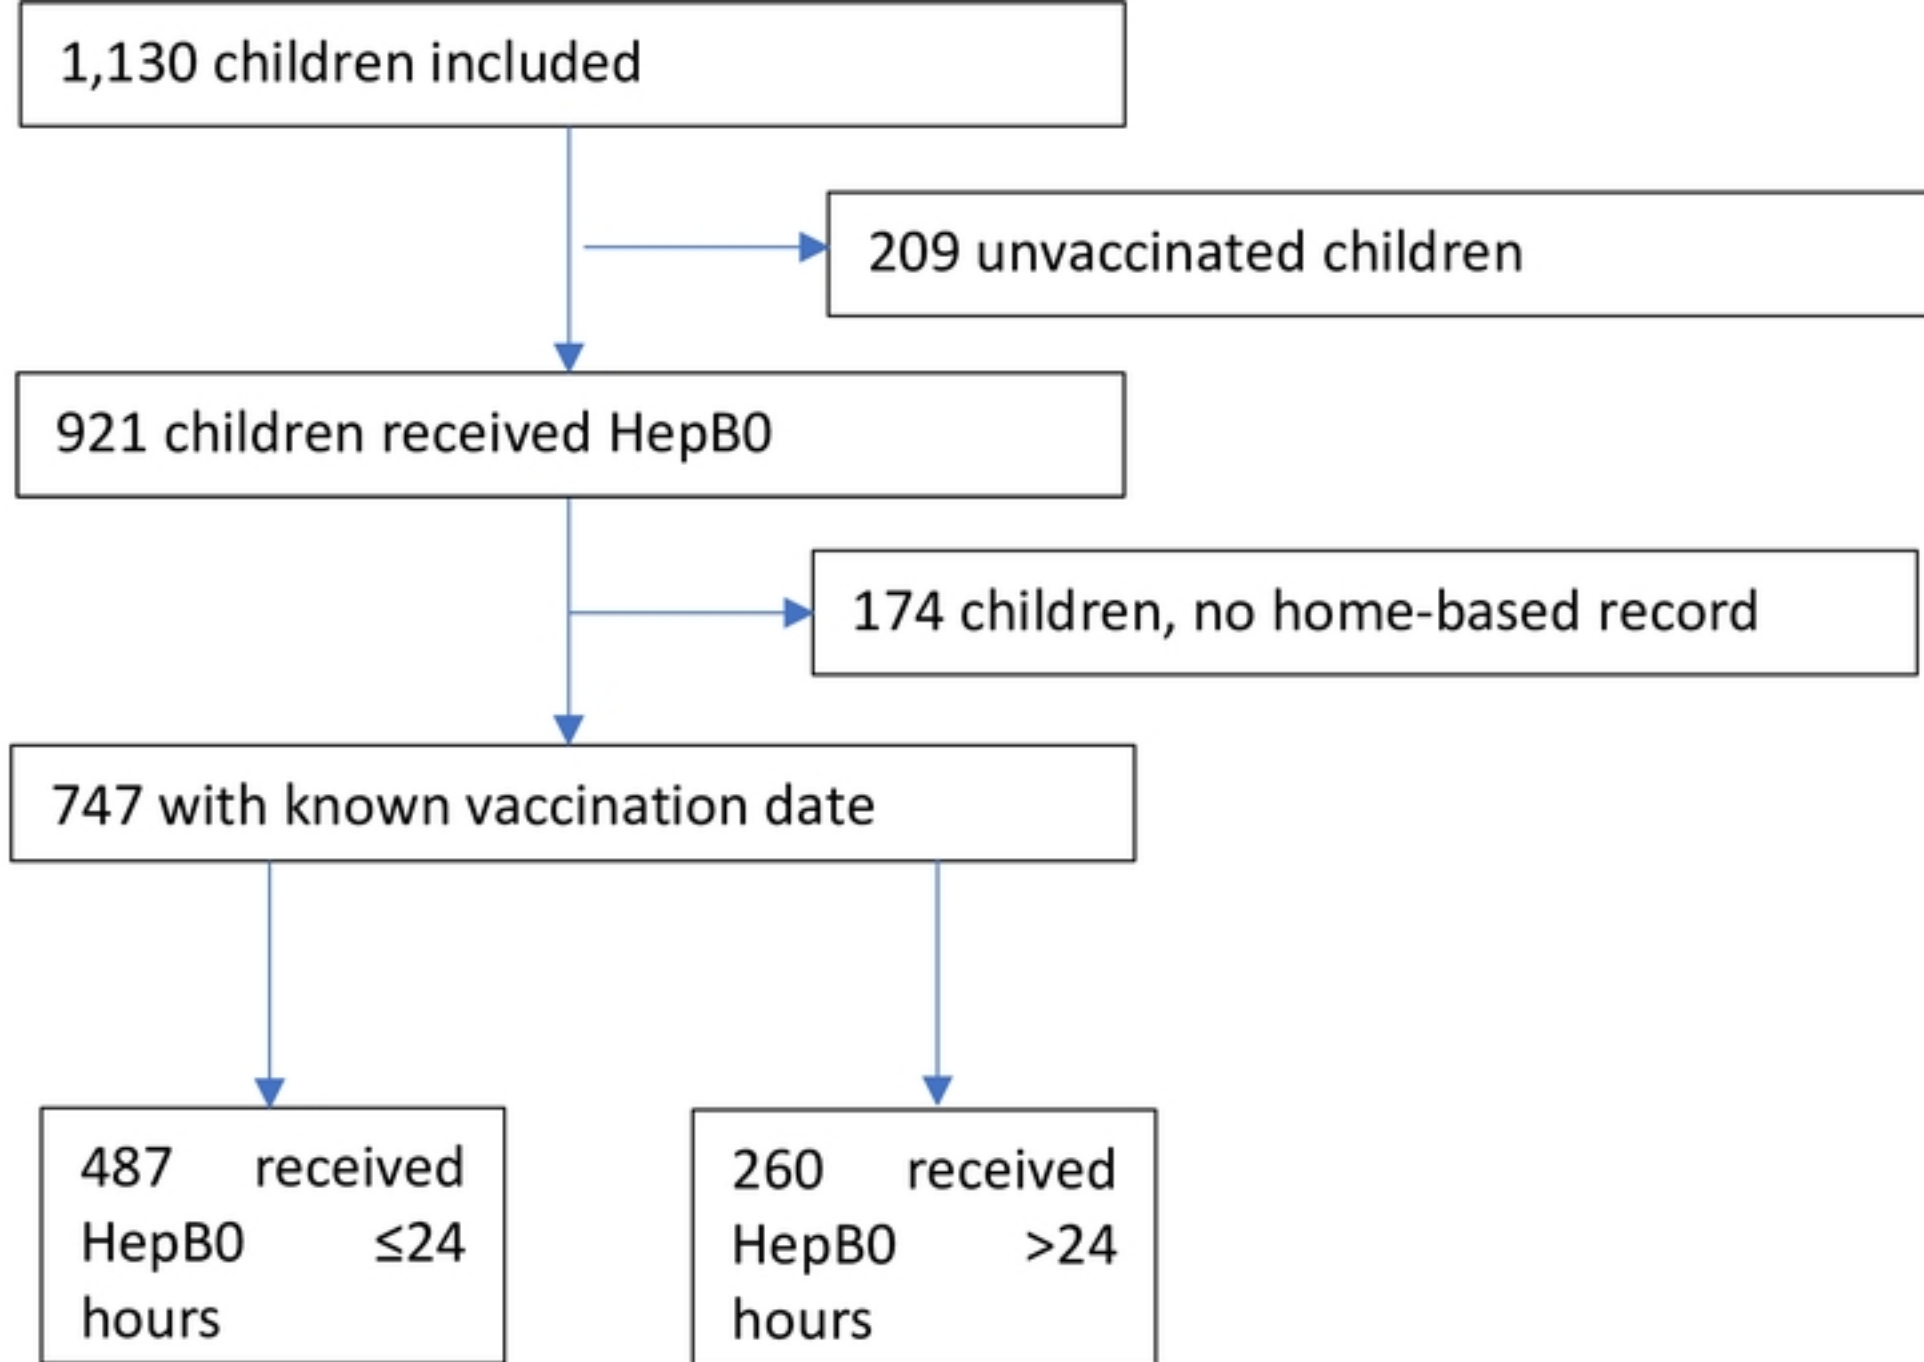 1,130 children included
209 unvaccinated children
921 children received HepB0
174 children, no home-based record
747 with known vaccination date
487 received
HepB0 ≤24
hours
260 received
HepB0 >24
hours